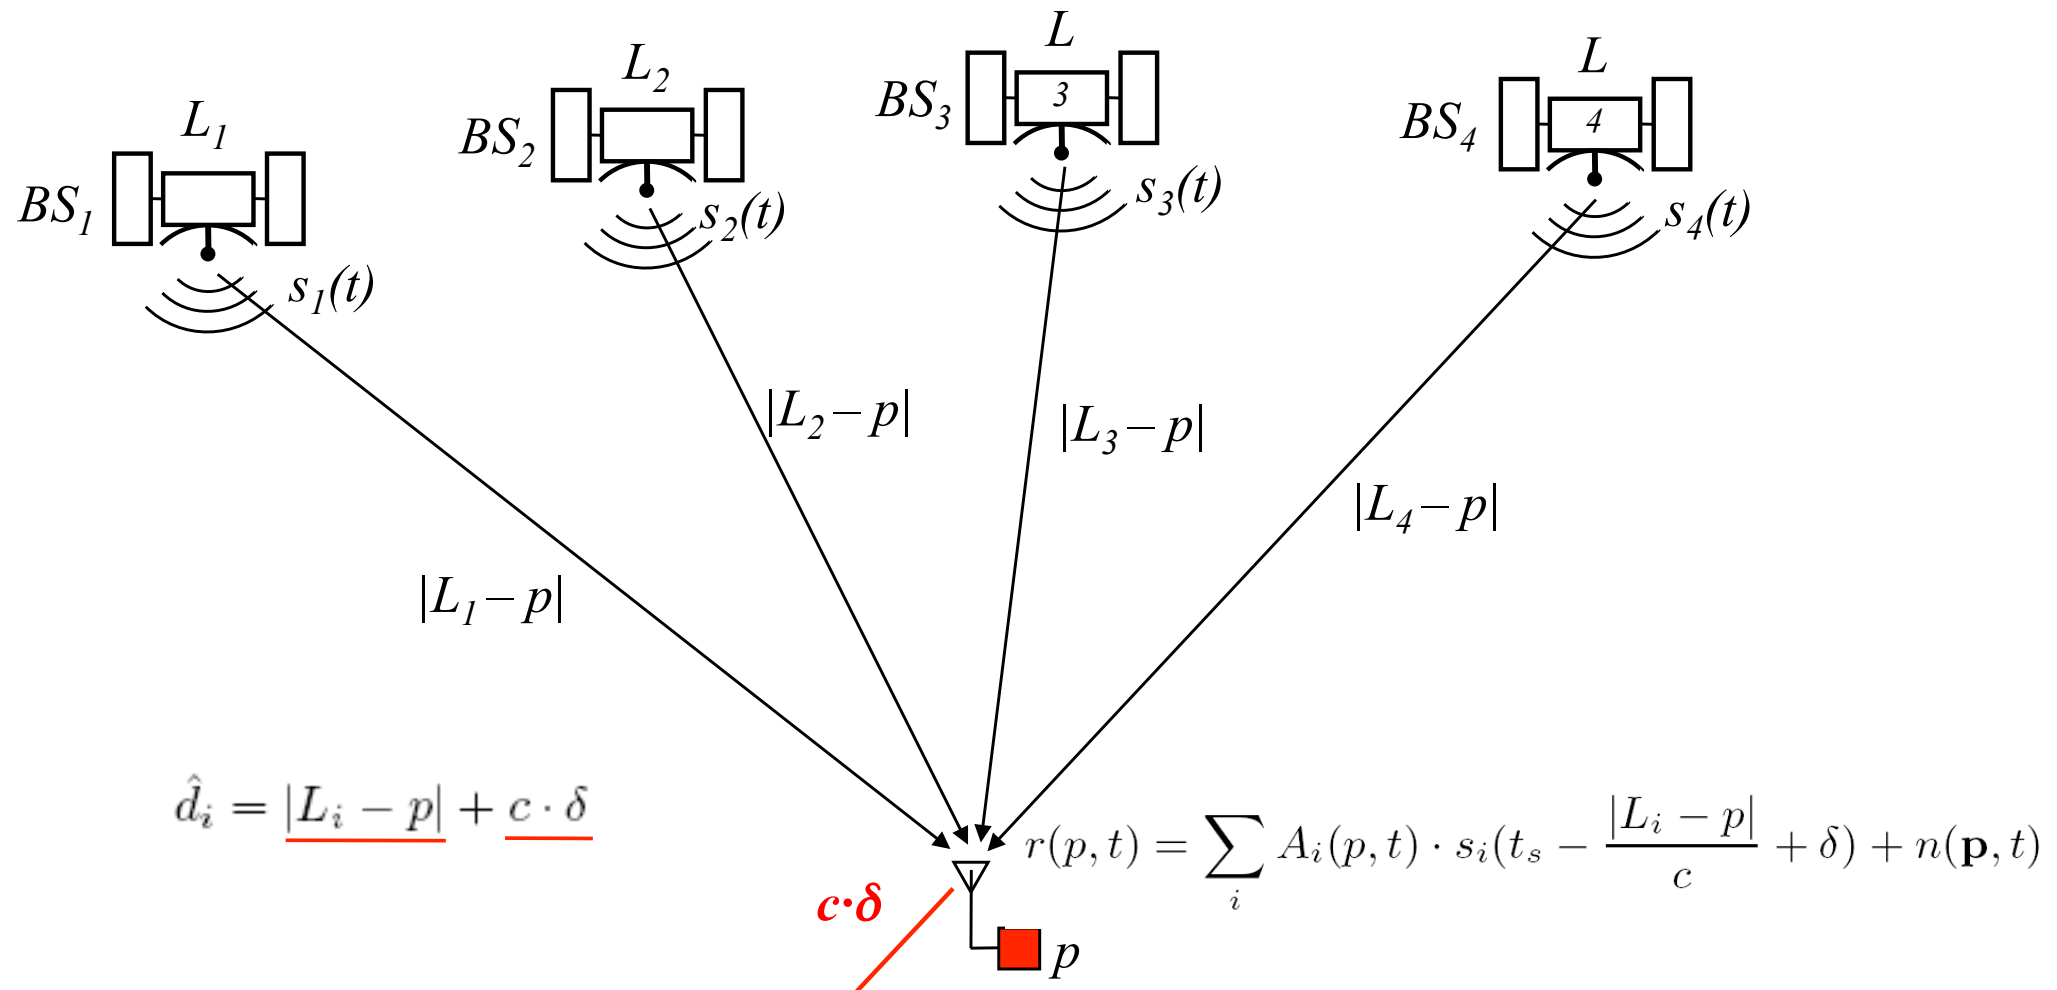 L₁
BS₁
s₁(t)
L₂
BS₂
s₂(t)
L
BS₃
3
s₃(t)
L
BS₄
4
s₄(t)
|L₁ – p|
|L₂ – p|
|L₃ – p|
|L₄ – p|
d̂ᵢ = |Lᵢ − p| + c · δ
r(p, t) = ∑ᵢ Aᵢ(p, t) · sᵢ(tₛ − |Lᵢ − p|/c + δ) + n(𝐩, t)
c·δ
p